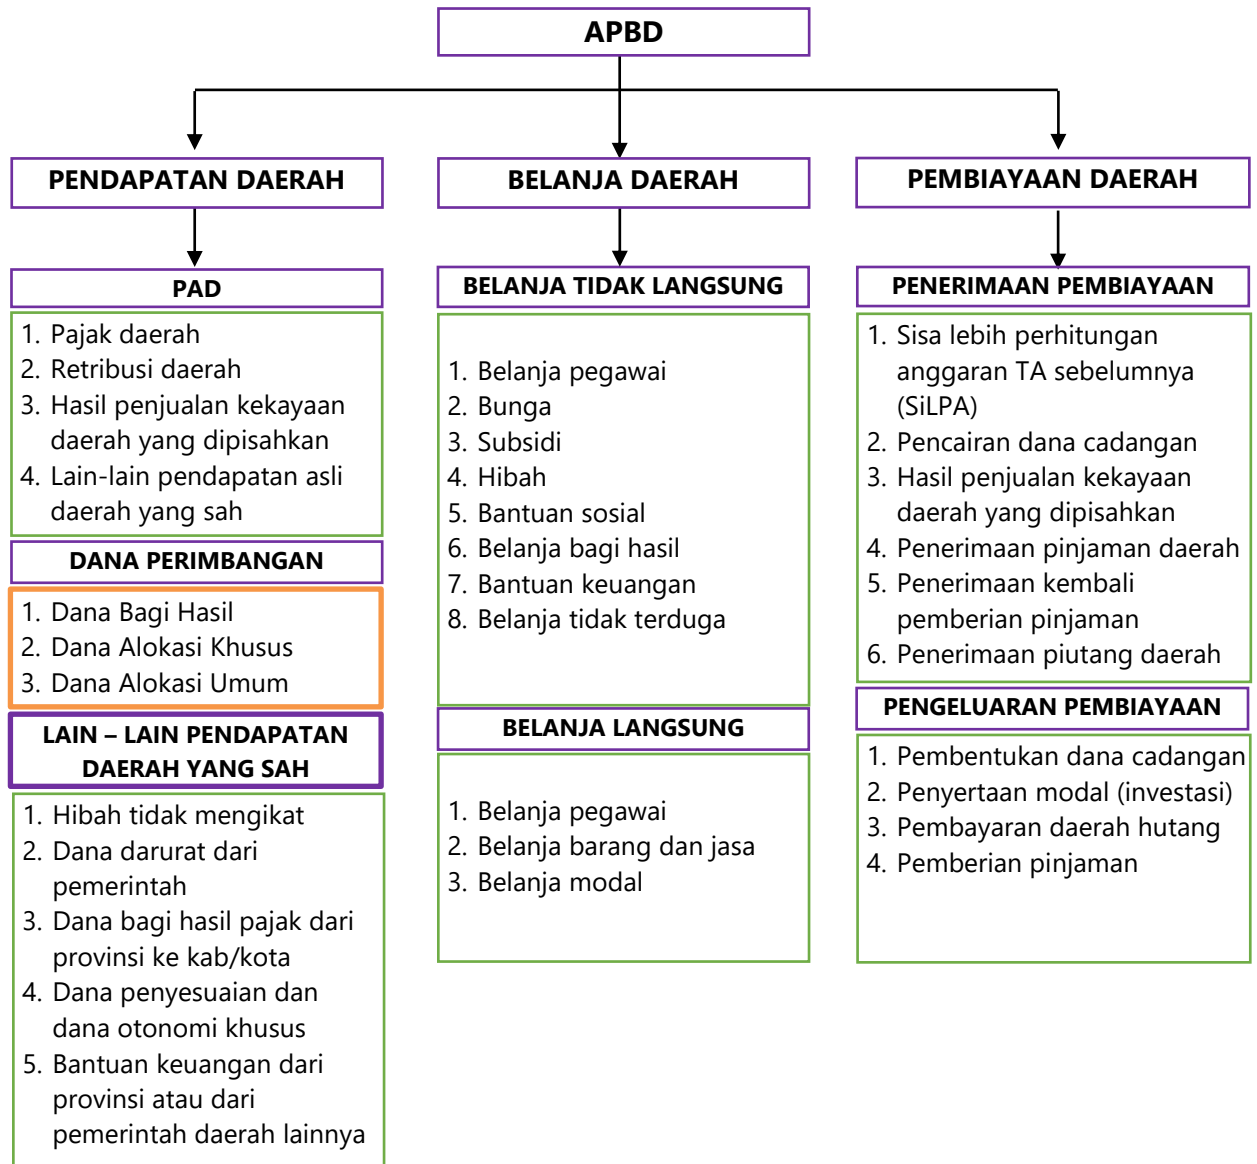 APBD
PENDAPATAN DAERAH
PAD
1. Pajak daerah
2. Retribusi daerah
3. Hasil penjualan kekayaan
daerah yang dipisahkan
4. Lain-lain pendapatan asli
daerah yang sah
DANA PERIMBANGAN
1. Dana Bagi Hasil
2. Dana Alokasi Khusus
3. Dana Alokasi Umum
LAIN – LAIN PENDAPATAN
DAERAH YANG SAH
1. Hibah tidak mengikat
2. Dana darurat dari
pemerintah
3. Dana bagi hasil pajak dari
provinsi ke kab/kota
4. Dana penyesuaian dan
dana otonomi khusus
5. Bantuan keuangan dari
provinsi atau dari
pemerintah daerah lainnya
BELANJA DAERAH
BELANJA TIDAK LANGSUNG
1. Belanja pegawai
2. Bunga
3. Subsidi
4. Hibah
5. Bantuan sosial
6. Belanja bagi hasil
7. Bantuan keuangan
8. Belanja tidak terduga
BELANJA LANGSUNG
1. Belanja pegawai
2. Belanja barang dan jasa
3. Belanja modal
PEMBIAYAAN DAERAH
PENERIMAAN PEMBIAYAAN
1. Sisa lebih perhitungan
anggaran TA sebelumnya
(SiLPA)
2. Pencairan dana cadangan
3. Hasil penjualan kekayaan
daerah yang dipisahkan
4. Penerimaan pinjaman daerah
5. Penerimaan kembali
pemberian pinjaman
6. Penerimaan piutang daerah
PENGELUARAN PEMBIAYAAN
1. Pembentukan dana cadangan
2. Penyertaan modal (investasi)
3. Pembayaran daerah hutang
4. Pemberian pinjaman